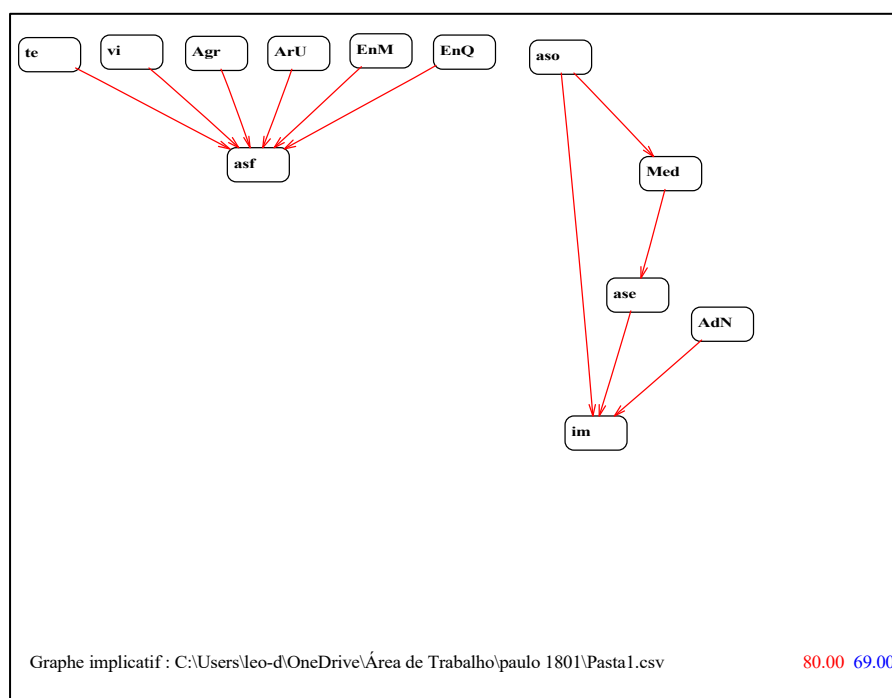 te vi Agr ArU EnM EnQ aso
asf
Med
ase
AdN
im
Graphe implicatif : C:\Users\leo-d\OneDrive\Área de Trabalho\paulo 1801\Pasta1.csv 80.00 69.00